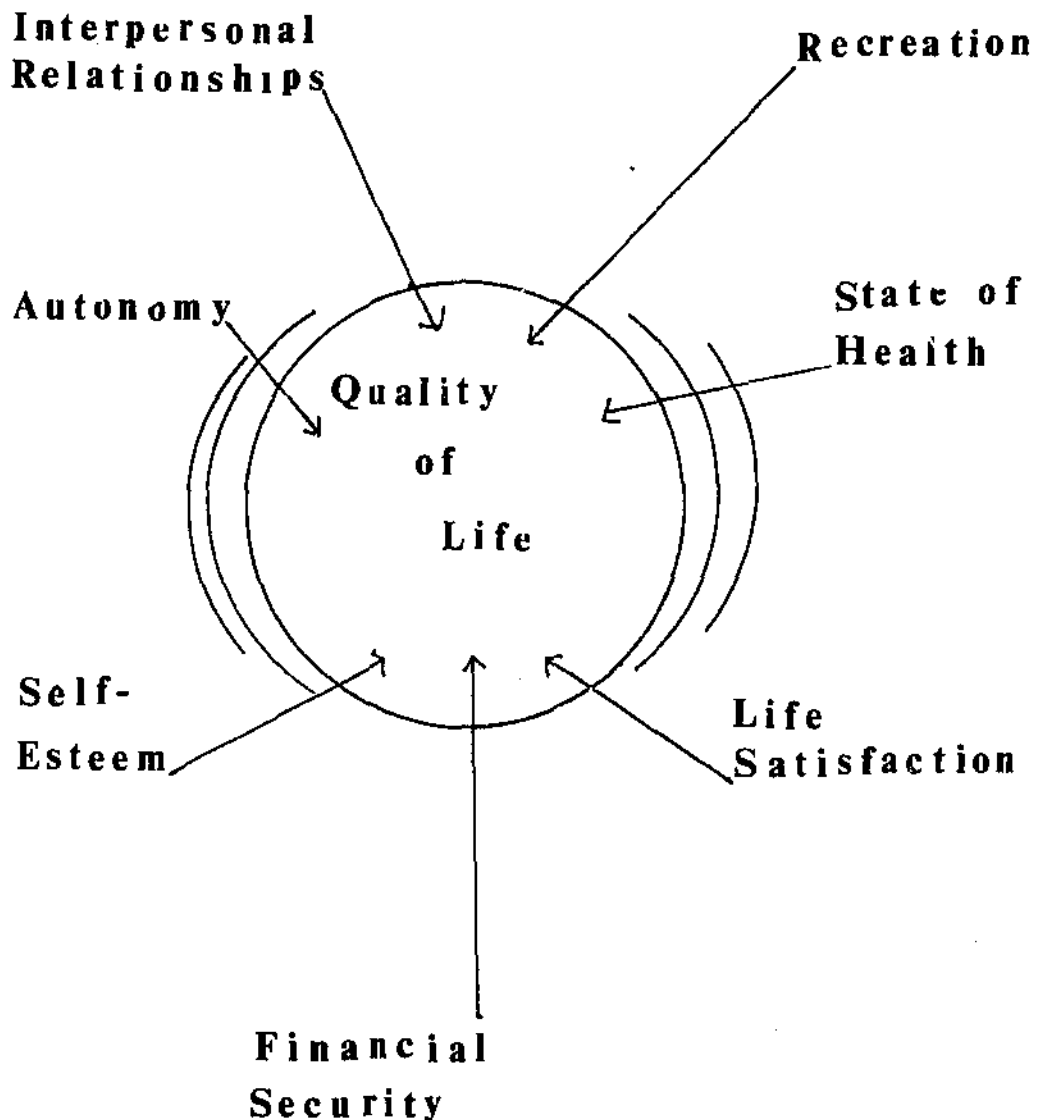 Interpersonal
Relationships
Recreation
Autonomy
State of
Health
Quality
of
Life
Self-
Esteem
Life
Satisfaction
Financial
Security